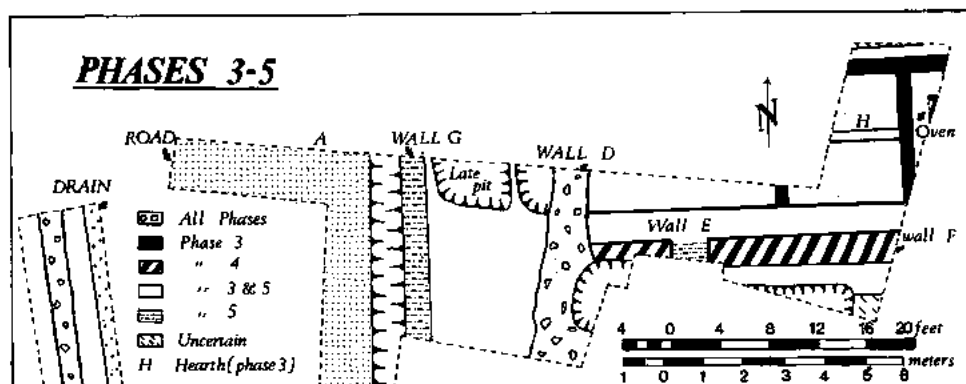 PHASES 3-5
N
H
Oven
ROAD
A
WALL G
WALL D
Late
pit
DRAIN
Wall E
wall F
All Phases
Phase 3
" 4
" 3 & 5
" 5
Uncertain
H Hearth(phase 3)
4 0 4 8 12 16 20 feet
1 0 1 2 3 4 5 6 meters